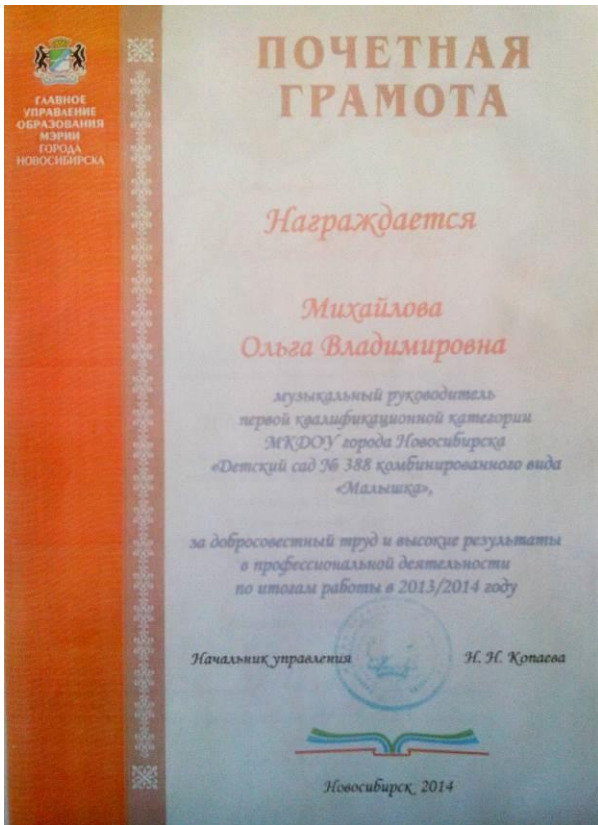 ГЛАВНОЕ
УПРАВЛЕНИЕ
ОБРАЗОВАНИЯ
МЭРИИ
ГОРОДА
НОВОСИБИРСКА
ПОЧЕТНАЯ
ГРАМОТА
Награждается
Михайлова
Ольга Владимировна
музыкальный руководитель
первой квалификационной категории
МКДОУ города Новосибирска
«Детский сад № 388 комбинированного вида
«Малышка»,
за добросовестный труд и высокие результаты
в профессиональной деятельности
по итогам работы в 2013/2014 году
Начальник управления Н. Н. Копаева
Новосибирск 2014